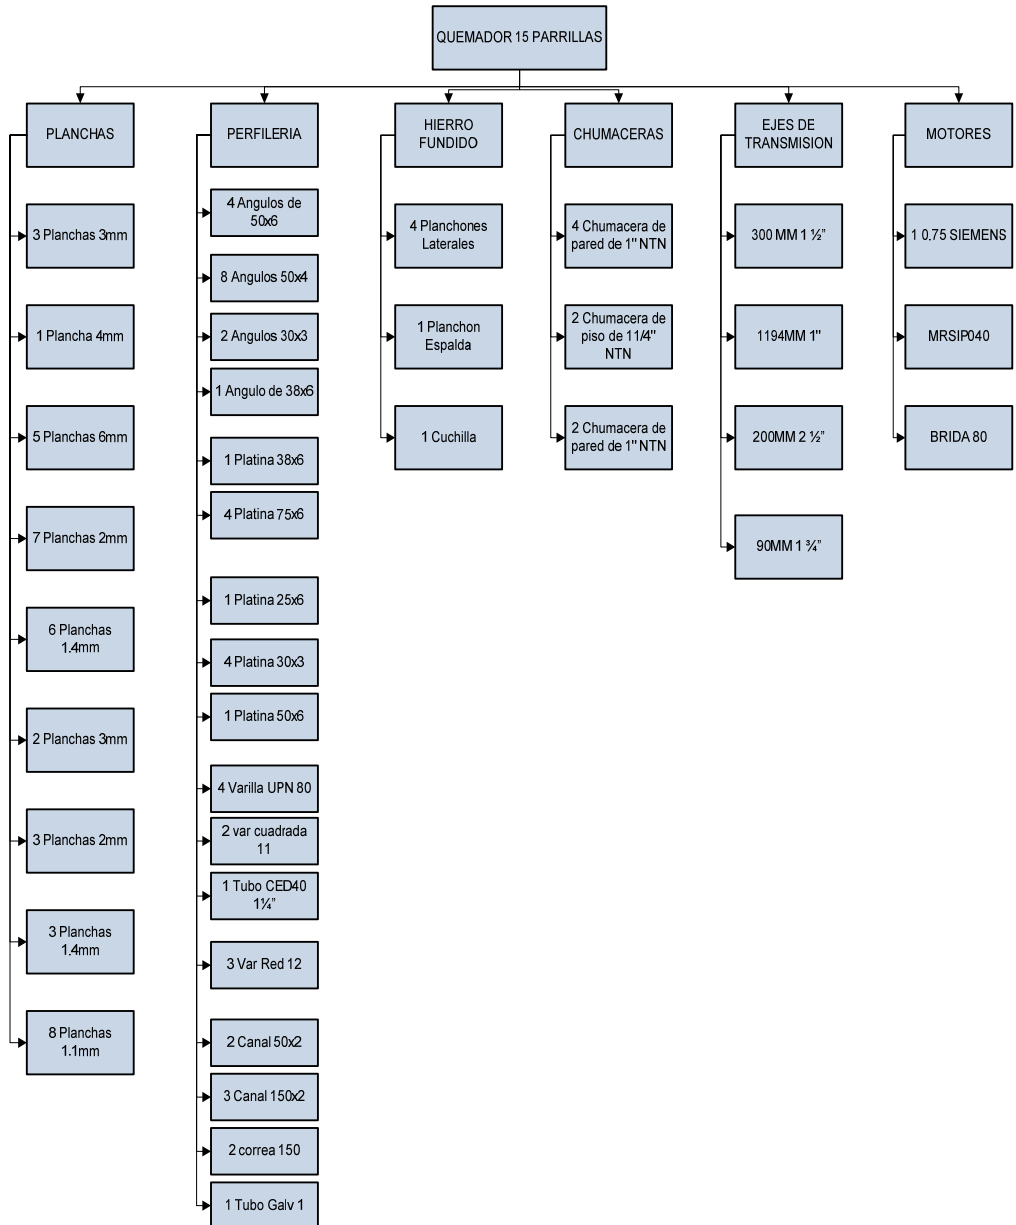 QUEMADOR 15 PARRILLAS
PLANCHAS
3 Planchas 3mm
1 Plancha 4mm
5 Planchas 6mm
7 Planchas 2mm
6 Planchas
1.4mm
2 Planchas 3mm
3 Planchas 2mm
3 Planchas
1.4mm
8 Planchas
1.1mm
PERFILERIA
4 Angulos de
50x6
8 Angulos 50x4
2 Angulos 30x3
1 Angulo de 38x6
1 Platina 38x6
4 Platina 75x6
1 Platina 25x6
4 Platina 30x3
1 Platina 50x6
4 Varilla UPN 80
2 var cuadrada
11
1 Tubo CED40
1¼”
3 Var Red 12
2 Canal 50x2
3 Canal 150x2
2 correa 150
1 Tubo Galv 1
HIERRO
FUNDIDO
4 Planchones
Laterales
1 Planchon
Espalda
1 Cuchilla
CHUMACERAS
4 Chumacera de
pared de 1" NTN
2 Chumacera de
piso de 11/4"
NTN
2 Chumacera de
pared de 1" NTN
EJES DE
TRANSMISION
300 MM 1 ½”
1194MM 1"
200MM 2 ½”
90MM 1 ¾”
MOTORES
1 0.75 SIEMENS
MRSIP040
BRIDA 80